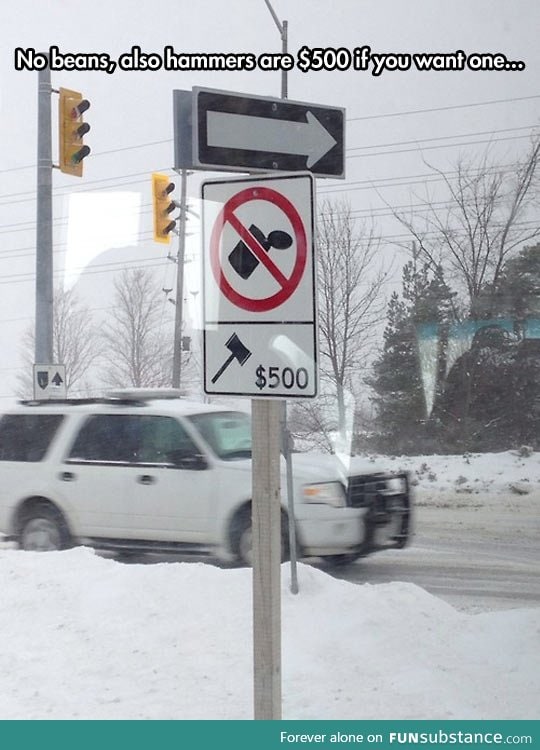 No beans, also hammers are $500 if you want one...
$500
Forever alone on FUNsubstance.com